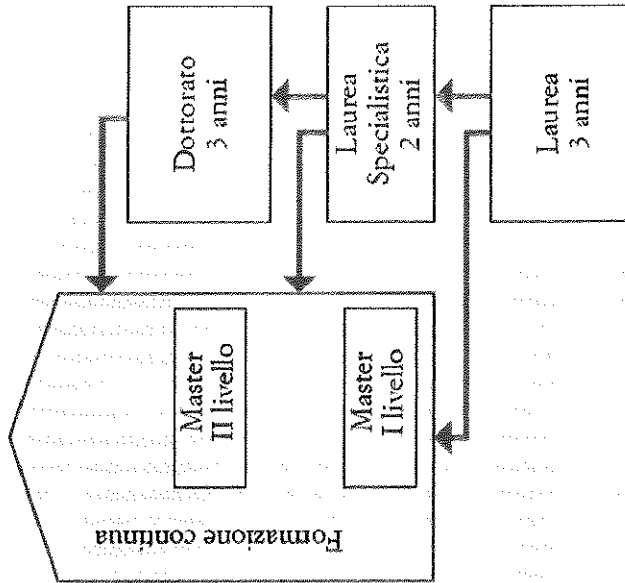 Formazione continua
Master
II livello
Master
I livello
Dottorato
3 anni
Laurea
Specialistica
2 anni
Laurea
3 anni